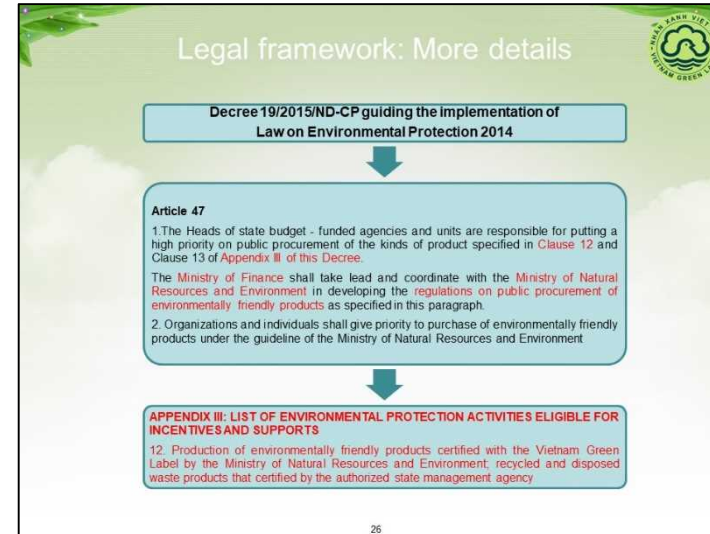 Legal framework: More details
NHÃN XANH VIỆT
VIETNAM GREEN LA
Decree 19/2015/ND-CP guiding the implementation of
Law on Environmental Protection 2014
Article 47
1.The Heads of state budget - funded agencies and units are responsible for putting a
high priority on public procurement of the kinds of product specified in Clause 12 and
Clause 13 of Appendix III of this Decree.
The Ministry of Finance shall take lead and coordinate with the Ministry of Natural
Resources and Environment in developing the regulations on public procurement of
environmentally friendly products as specified in this paragraph.
2. Organizations and individuals shall give priority to purchase of environmentally friendly
products under the guideline of the Ministry of Natural Resources and Environment
APPENDIX III: LIST OF ENVIRONMENTAL PROTECTION ACTIVITIES ELIGIBLE FOR
INCENTIVES AND SUPPORTS
12. Production of environmentally friendly products certified with the Vietnam Green
Label by the Ministry of Natural Resources and Environment; recycled and disposed
waste products that certified by the authorized state management agency
26